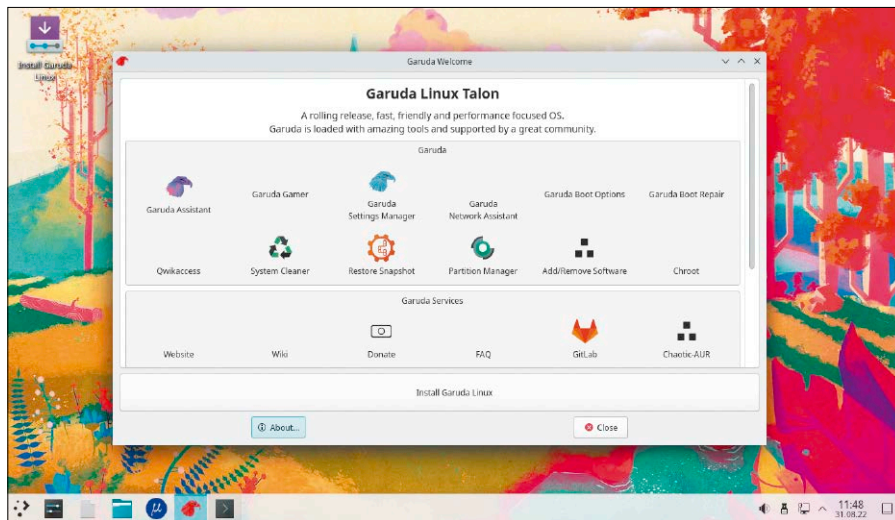 Install Garuda
Linux
Garuda Welcome
Garuda Linux Talon
A rolling release, fast, friendly and performance focused OS.
Garuda is loaded with amazing tools and supported by a great community.
Garuda
Garuda Assistant
Garuda Gamer
Garuda
Settings Manager
Garuda
Network Assistant
Garuda Boot Options
Garuda Boot Repair
Qwikaccess
System Cleaner
Restore Snapshot
Partition Manager
Add/Remove Software
Chroot
Garuda Services
Website
Wiki
Donate
FAQ
GitLab
Chaotic-AUR
Install Garuda Linux
About...
Close
11:48
31.08.22